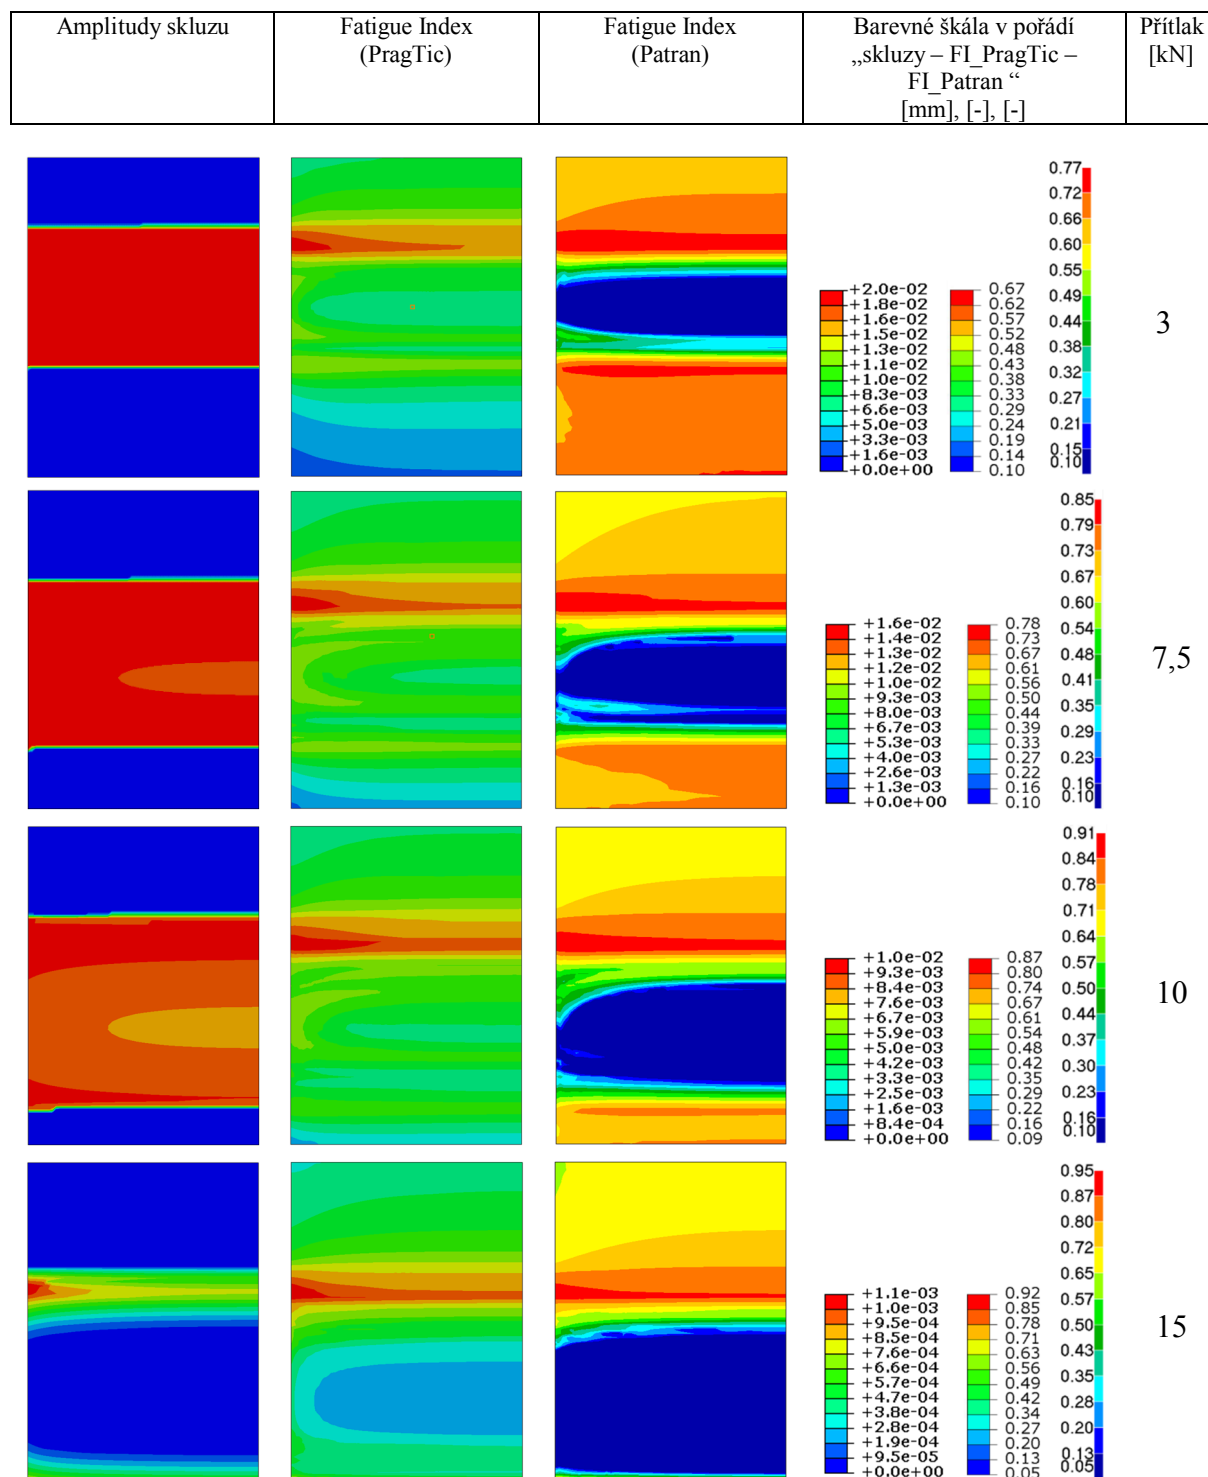 Amplitudy skluzu
Fatigue Index
(PragTic)
Fatigue Index
(Patran)
Barevné škála v pořádí
„skluzy – FI_PragTic –
FI_Patran “
[mm], [-], [-]
Přítlak
[kN]
+2.0e-02
+1.8e-02
+1.6e-02
+1.5e-02
+1.3e-02
+1.1e-02
+1.0e-02
+8.3e-03
+6.6e-03
+5.0e-03
+3.3e-03
+1.6e-03
+0.0e+00
0.67
0.62
0.57
0.52
0.48
0.43
0.38
0.33
0.29
0.24
0.19
0.14
0.10
0.77
0.72
0.66
0.60
0.55
0.49
0.44
0.38
0.32
0.27
0.21
0.15
0.10
3
+1.6e-02
+1.4e-02
+1.3e-02
+1.2e-02
+1.0e-02
+9.3e-03
+8.0e-03
+6.7e-03
+5.3e-03
+4.0e-03
+2.6e-03
+1.3e-03
+0.0e+00
0.78
0.73
0.67
0.61
0.56
0.50
0.44
0.39
0.33
0.27
0.22
0.16
0.10
0.85
0.79
0.73
0.67
0.60
0.54
0.48
0.41
0.35
0.29
0.23
0.16
0.10
7,5
+1.0e-02
+9.3e-03
+8.4e-03
+7.6e-03
+6.7e-03
+5.9e-03
+5.0e-03
+4.2e-03
+3.3e-03
+2.5e-03
+1.6e-03
+8.4e-04
+0.0e+00
0.87
0.80
0.74
0.67
0.61
0.54
0.48
0.42
0.35
0.29
0.22
0.16
0.09
0.91
0.84
0.78
0.71
0.64
0.57
0.50
0.44
0.37
0.30
0.23
0.16
0.10
10
+1.1e-03
+1.0e-03
+9.5e-04
+8.5e-04
+7.6e-04
+6.6e-04
+5.7e-04
+4.7e-04
+3.8e-04
+2.8e-04
+1.9e-04
+9.5e-05
+0.0e+00
0.92
0.85
0.78
0.71
0.63
0.56
0.49
0.42
0.34
0.27
0.20
0.13
0.05
0.95
0.87
0.80
0.72
0.65
0.57
0.50
0.43
0.35
0.28
0.20
0.13
0.05
15